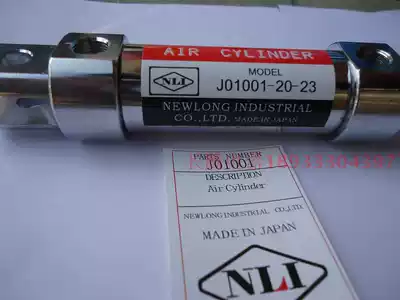 AIR CYLINDER
NLI
MODEL
J01001-20-23
NEWLONG INDUSTRIAL
CO.,LTD. MADE IN JAPAN
PARTS NUMBER
J01001
DESCRIPTION
Air Cylinder
NEWLONG INDUSTRIAL CO.,LTD.
MADE IN JAPAN
NLI